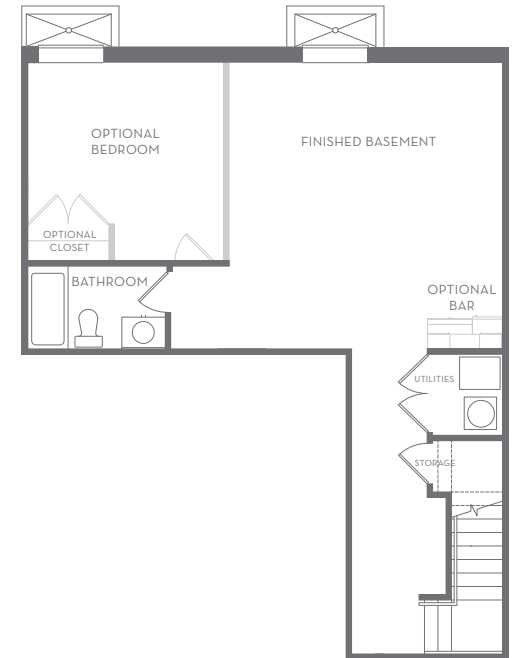 OPTIONAL
BEDROOM
FINISHED BASEMENT
OPTIONAL
CLOSET
BATHROOM
OPTIONAL
BAR
UTILITIES
STORAGE